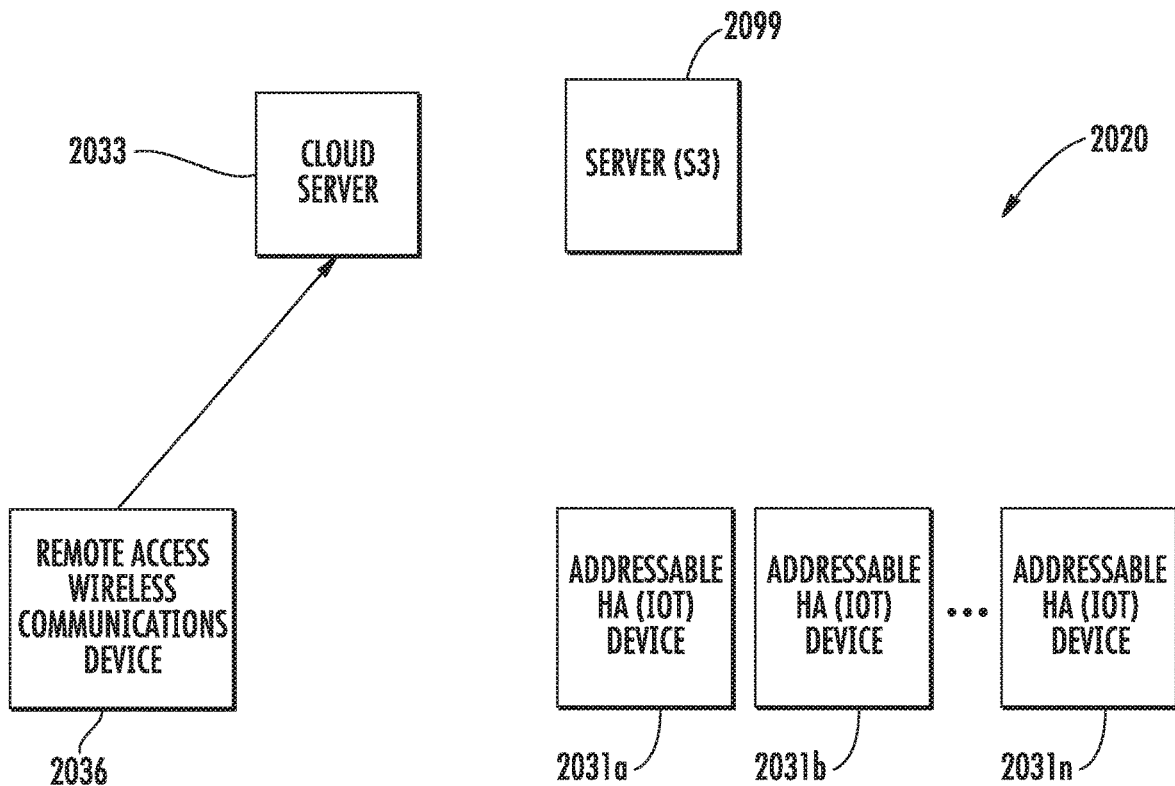 2099
2033
CLOUD
SERVER
SERVER (S3)
2020
REMOTE ACCESS
WIRELESS
COMMUNICATIONS
DEVICE
ADDRESSABLE
HA (IOT)
DEVICE
ADDRESSABLE
HA (IOT)
DEVICE
•••
ADDRESSABLE
HA (IOT)
DEVICE
2036
2031a
2031b
2031n